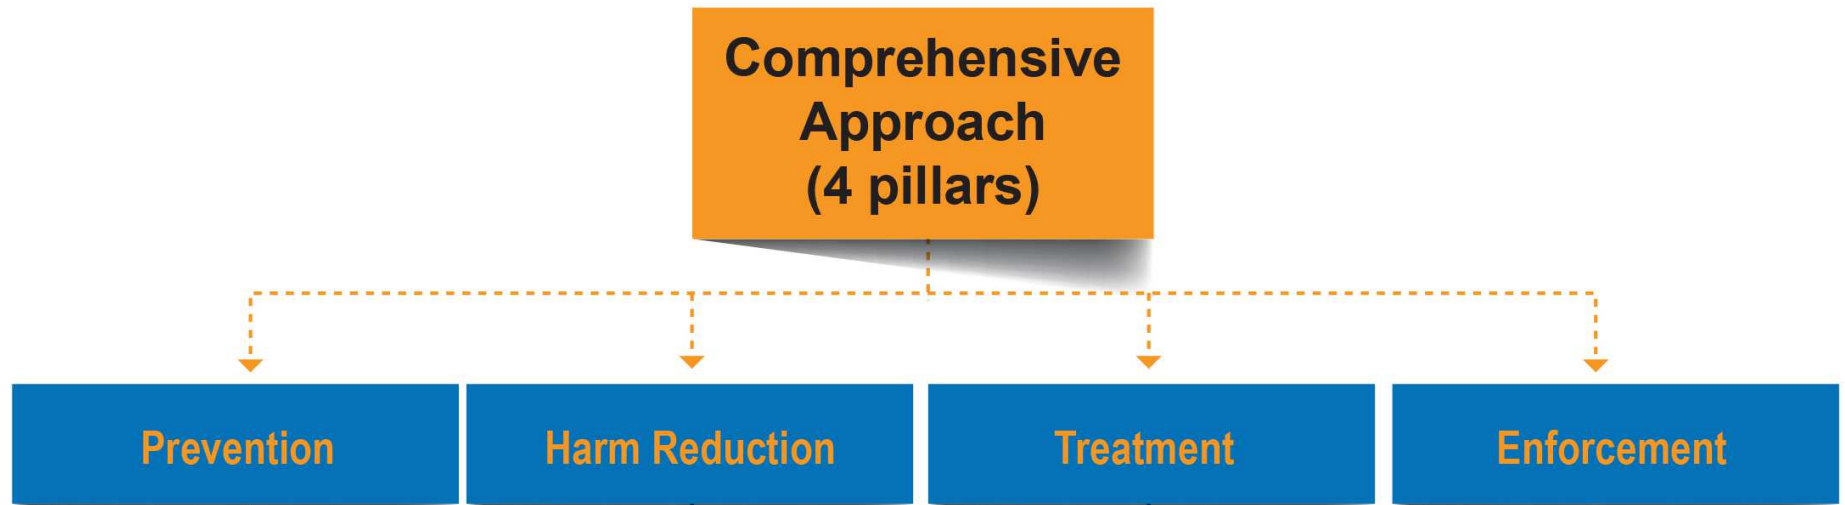 Comprehensive
Approach
(4 pillars)
Prevention
Harm Reduction
Treatment
Enforcement